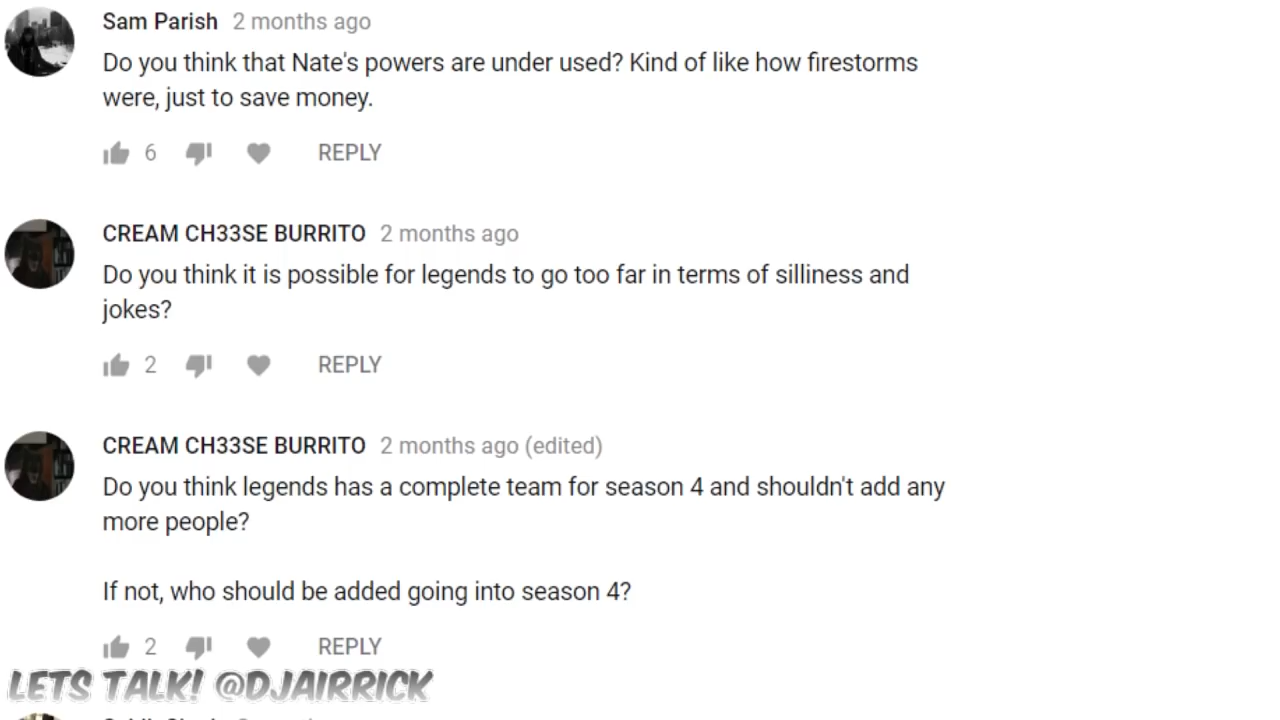 Sam Parish 2 months ago
Do you think that Nate's powers are under used? Kind of like how firestorms
were, just to save money.
6 REPLY
CREAM CH33SE BURRITO 2 months ago
Do you think it is possible for legends to go too far in terms of silliness and
jokes?
2 REPLY
CREAM CH33SE BURRITO 2 months ago (edited)
Do you think legends has a complete team for season 4 and shouldn't add any
more people?
If not, who should be added going into season 4?
2 REPLY
LETS TALK! @DJAIRRICK